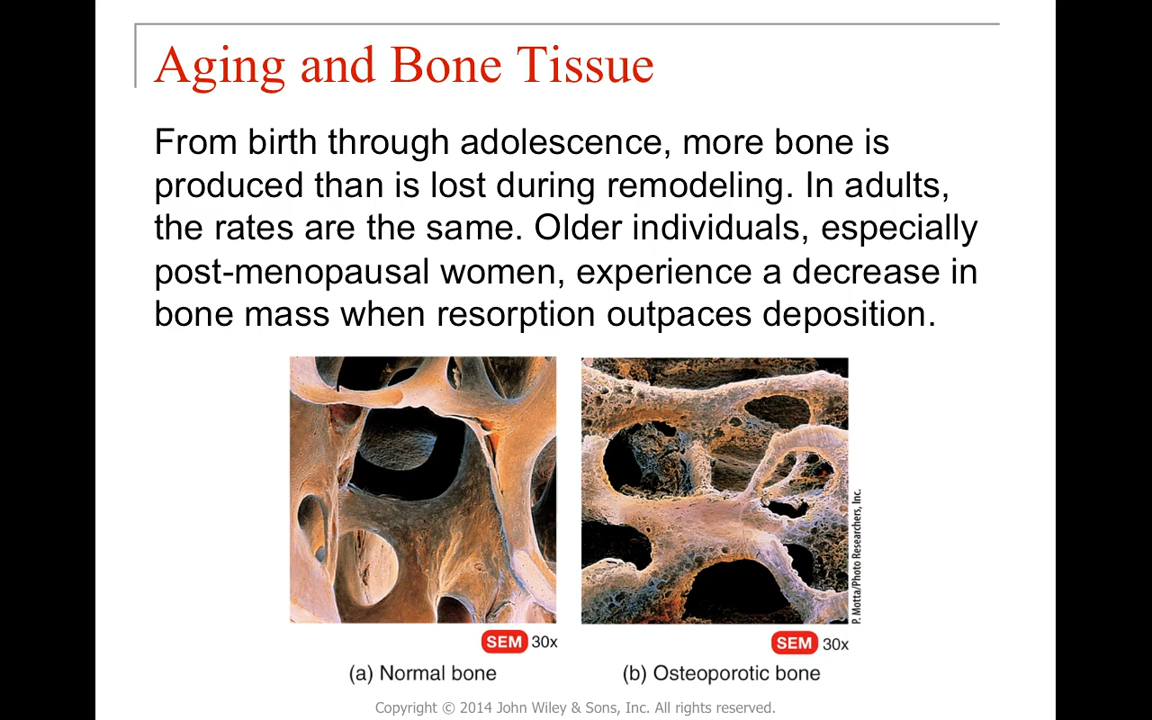 Aging and Bone Tissue
From birth through adolescence, more bone is
produced than is lost during remodeling. In adults,
the rates are the same. Older individuals, especially
post-menopausal women, experience a decrease in
bone mass when resorption outpaces deposition.
P. Motta/Photo Researchers, Inc.
SEM 30x
SEM 30x
(a) Normal bone
(b) Osteoporotic bone
Copyright © 2014 John Wiley & Sons, Inc. All rights reserved.